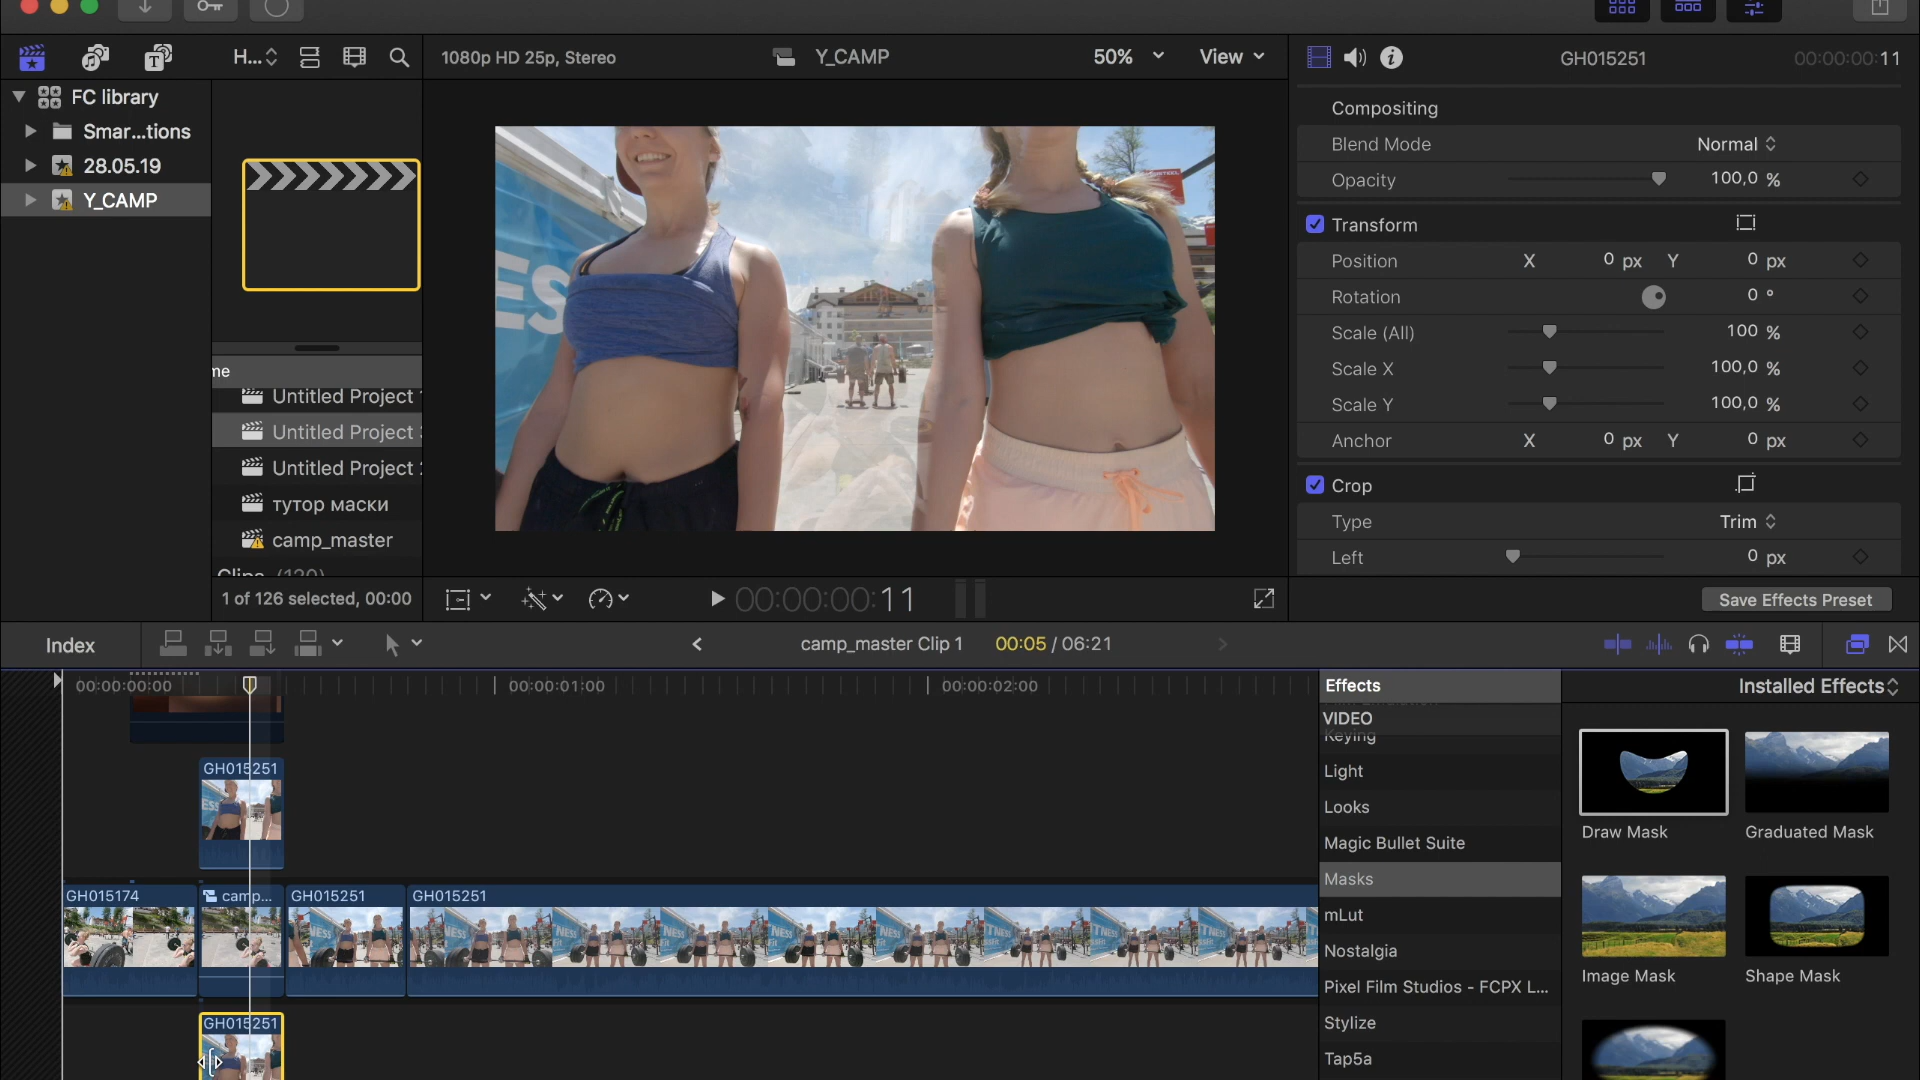 H...
1080p HD 25p, Stereo
Y_CAMP
50%
View
GH015251
00:00:00:11
FC library
Smar...tions
28.05.19
Y_CAMP
me
Untitled Project
Untitled Project
Untitled Project
тутор маски
camp_master
Clips (120)
1 of 126 selected, 00:00
00:00:00:11
Compositing
Blend Mode
Normal
Opacity
100,0 %
Transform
Position
X 0 px Y 0 px
Rotation
0 °
Scale (All)
100 %
Scale X
100,0 %
Scale Y
100,0 %
Anchor
X 0 px Y 0 px
Crop
Type
Trim
Left
0 px
Save Effects Preset
Index
camp_master Clip 1
00:05 / 06:21
00:00:00:00
00:00:01:00
00:00:02:00
GH015251
GH015174
camp...
GH015251
GH015251
GH015251
Effects
VIDEO
Keying
Light
Looks
Magic Bullet Suite
Masks
mLut
Nostalgia
Pixel Film Studios - FCPX L...
Stylize
Tap5a
Installed Effects
Draw Mask
Graduated Mask
Image Mask
Shape Mask